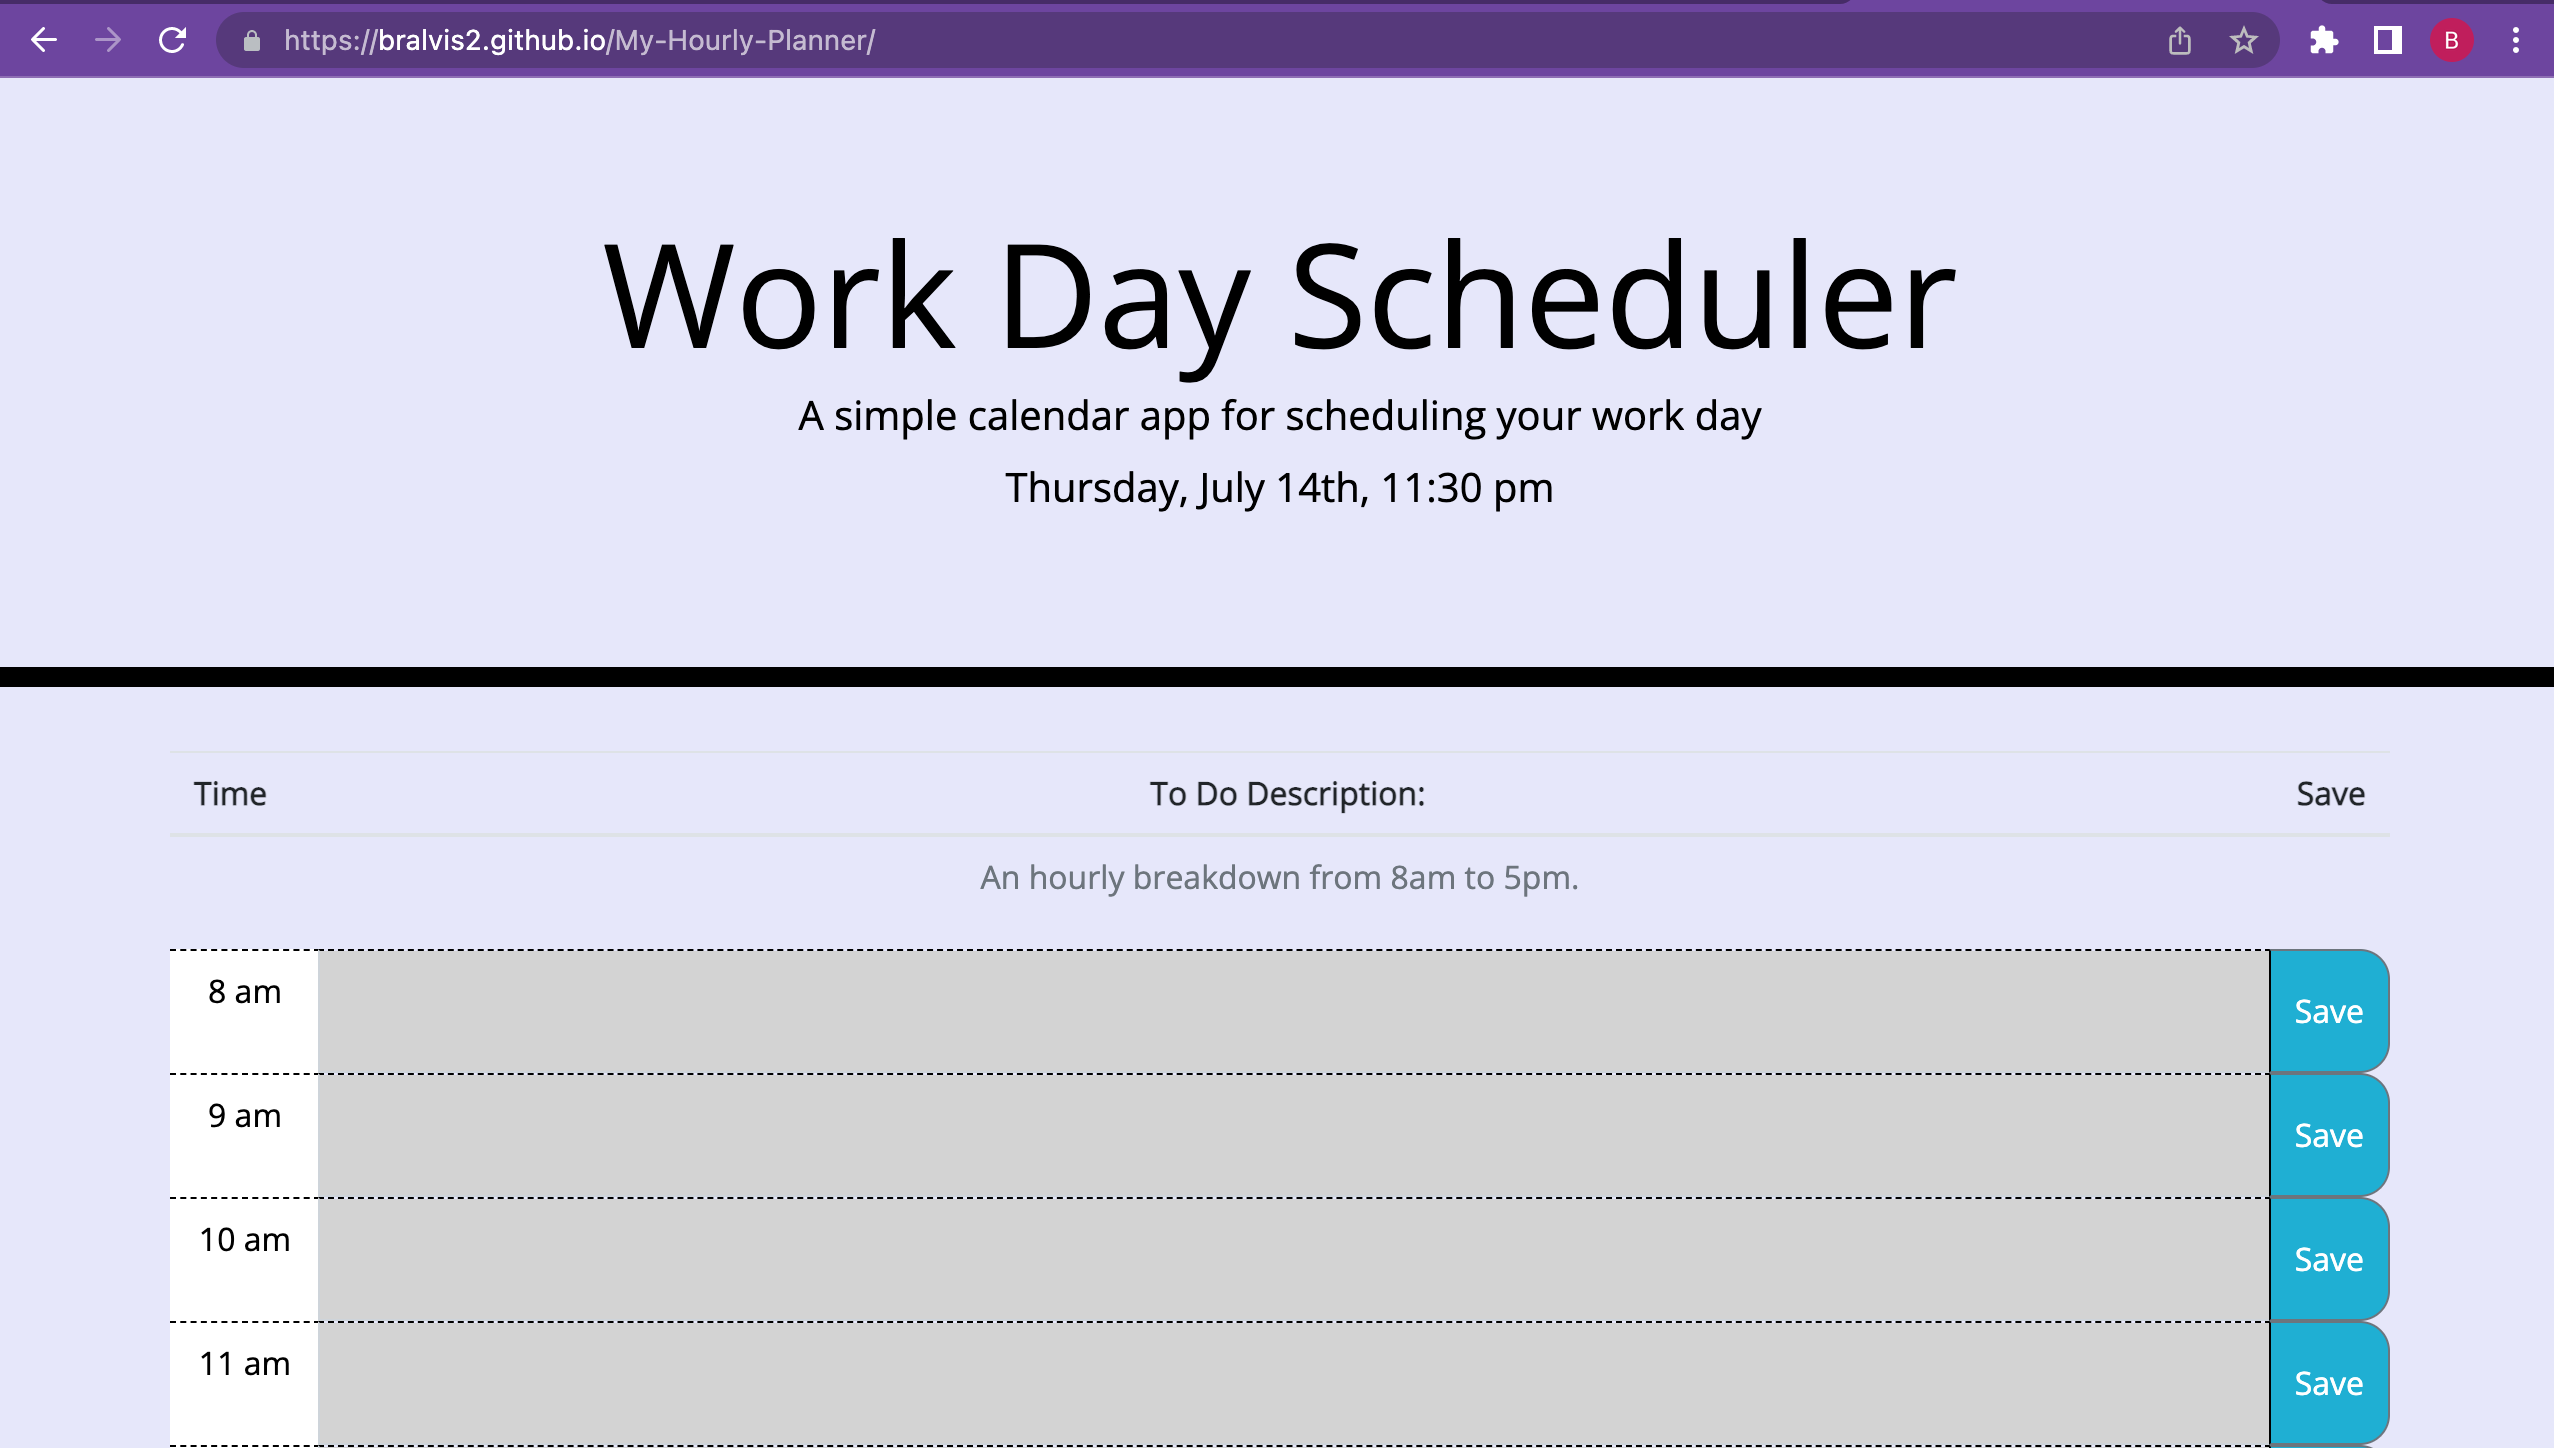 https://bralvis2.github.io/My-Hourly-Planner/
B
Work Day Scheduler
A simple calendar app for scheduling your work day
Thursday, July 14th, 11:30 pm
Time To Do Description: Save
An hourly breakdown from 8am to 5pm.
8 am Save
9 am Save
10 am Save
11 am Save